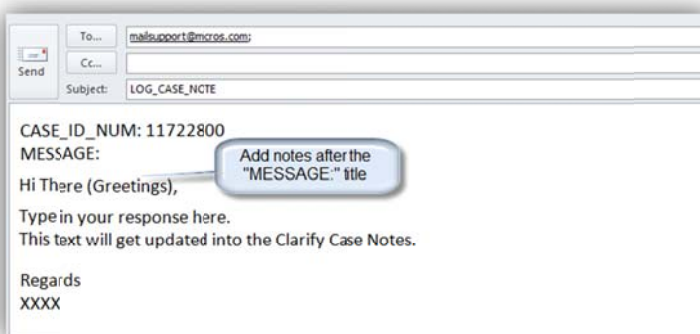 To...
mailsupport@mcros.com;
Cc...
Send
Subject:
LOG_CASE_NCTE
CASE_ID_NUM: 11722800
MESSAGE:
Add notes after the
"MESSAGE:" title
Hi There (Greetings),
Type in your response here.
This text will get updated into the Clarify Case Notes.
Regards
XXXX